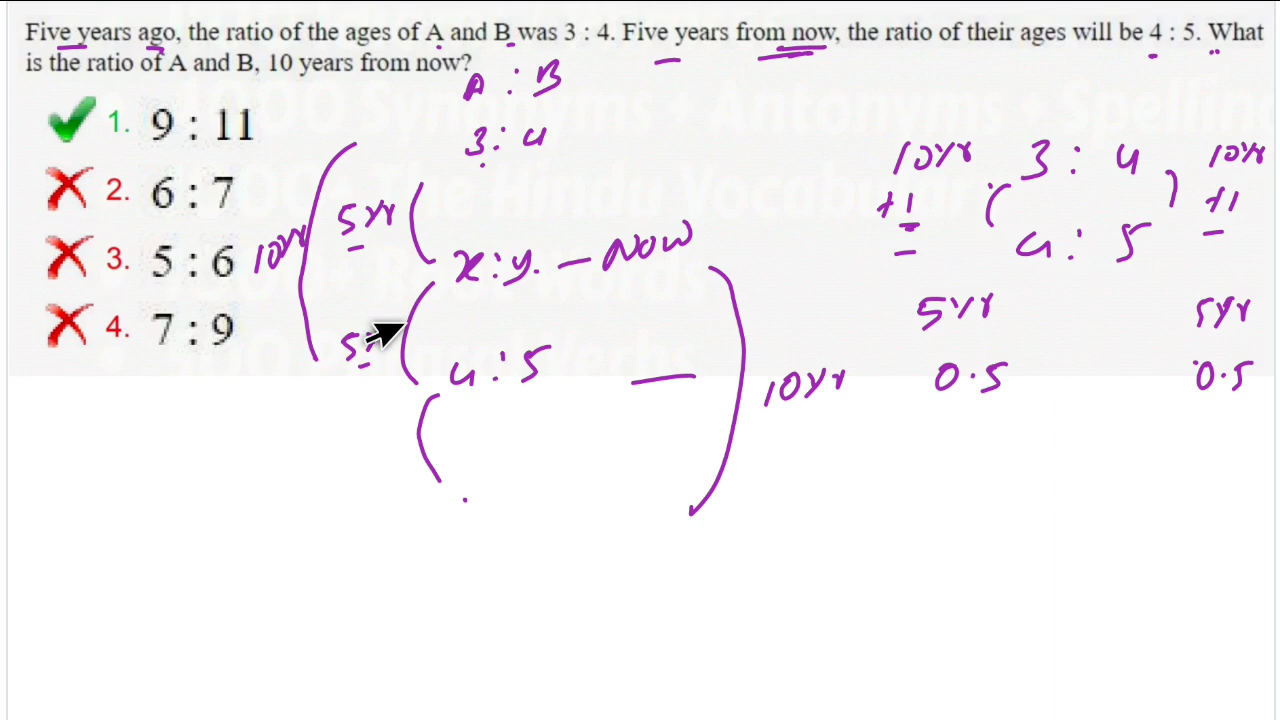 Five years ago, the ratio of the ages of A and B was 3 : 4. Five years from now, the ratio of their ages will be 4 : 5. What
is the ratio of A and B, 10 years from now?
1. 9 : 11
2. 6 : 7
3. 5 : 6
4. 7 : 9
A : B
3 : 4
5yr
10yr
x : y. — Now
4 : 5 —
10yr
10yr 3 : 4 10yr
+1 +1
4 : 5
5yr 5yr
0.5 0.5